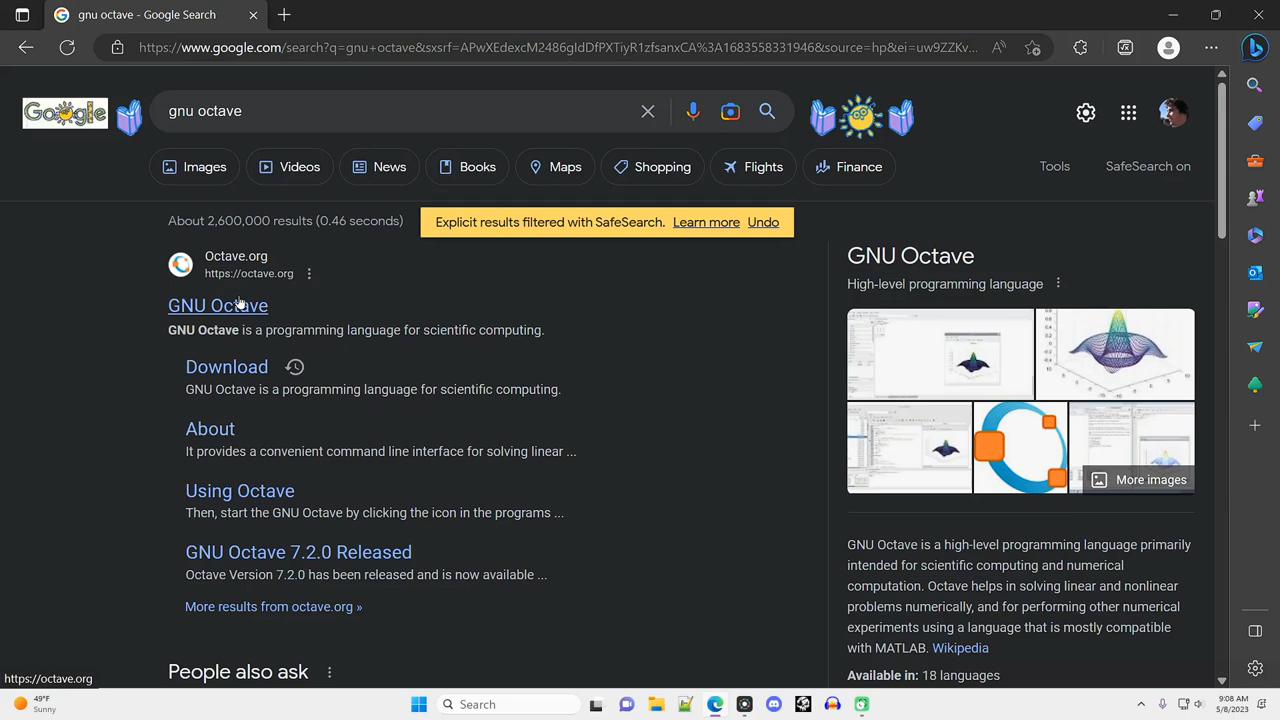 gnu octave - Google Search
https://www.google.com/search?q=gnu+octave&sxsrf=APwXEdexcM2486gIdDfPXTiyR1zfsanxCA%3A1683558331946&source=hp&ei=uw9ZZKv...
Google
gnu octave
Images
Videos
News
Books
Maps
Shopping
Flights
Finance
Tools
SafeSearch on
About 2,600,000 results (0.46 seconds)
Explicit results filtered with SafeSearch. Learn more Undo
Octave.org
https://octave.org
GNU Octave
GNU Octave is a programming language for scientific computing.
Download
GNU Octave is a programming language for scientific computing.
About
It provides a convenient command line interface for solving linear ...
Using Octave
Then, start the GNU Octave by clicking the icon in the programs ...
GNU Octave 7.2.0 Released
Octave Version 7.2.0 has been released and is now available ...
More results from octave.org »
People also ask
GNU Octave
High-level programming language
More images
GNU Octave is a high-level programming language primarily
intended for scientific computing and numerical
computation. Octave helps in solving linear and nonlinear
problems numerically, and for performing other numerical
experiments using a language that is mostly compatible
with MATLAB. Wikipedia
Available in: 18 languages
https://octave.org
49°F
Sunny
Search
9:08 AM
5/8/2023